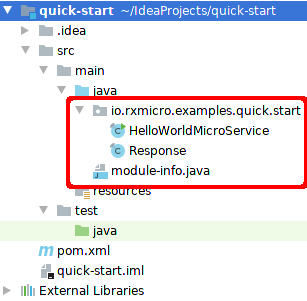 quick-start ~/IdeaProjects/quick-start
.idea
src
main
java
io.rxmicro.examples.quick.start
HelloWorldMicroService
Response
module-info.java
resources
test
java
pom.xml
quick-start.iml
External Libraries